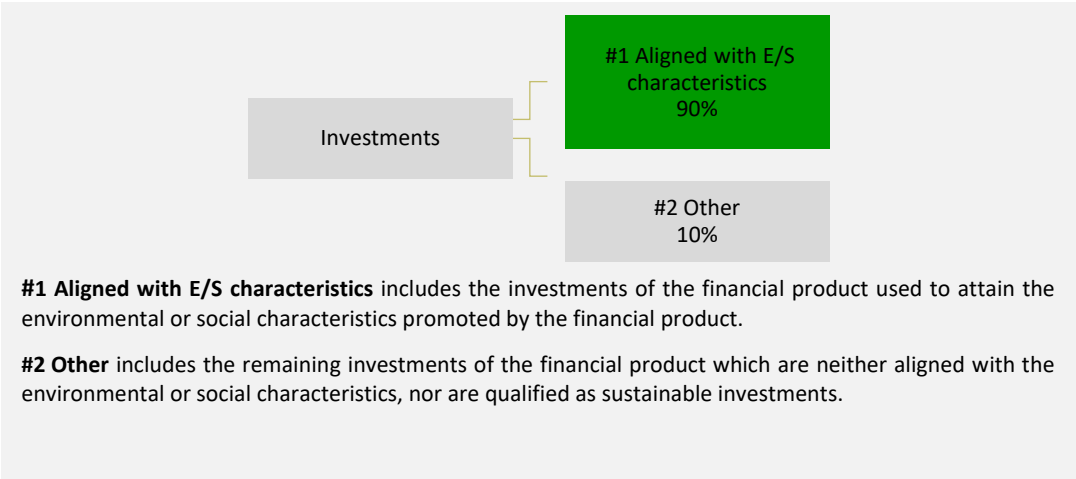 #1 Aligned with E/S
characteristics
90%
Investments
#2 Other
10%
#1 Aligned with E/S characteristics includes the investments of the financial product used to attain the
environmental or social characteristics promoted by the financial product.
#2 Other includes the remaining investments of the financial product which are neither aligned with the
environmental or social characteristics, nor are qualified as sustainable investments.